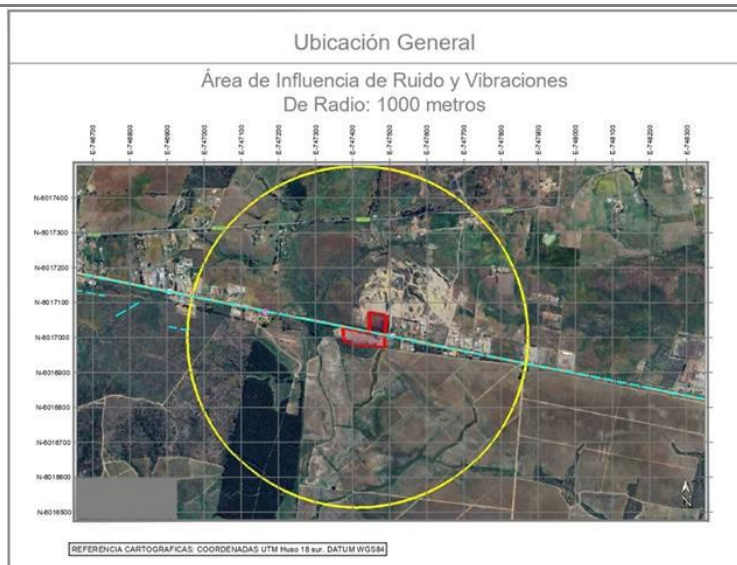 Ubicación General
Área de Influencia de Ruido y Vibraciones
De Radio: 1000 metros
E-746700
E-746800
E-746900
E-747000
E-747100
E-747200
E-747300
E-747400
E-747500
E-747600
E-747700
E-747800
E-747900
E-748000
E-748100
E-748200
E-748300
N-6017400
N-6017300
N-6017200
N-6017100
N-6017000
N-6016900
N-6016800
N-6016700
N-6016600
N-6016500
REFERENCIA CARTOGRAFICAS: COORDENADAS UTM Huso 18 sur. DATUM WGS84